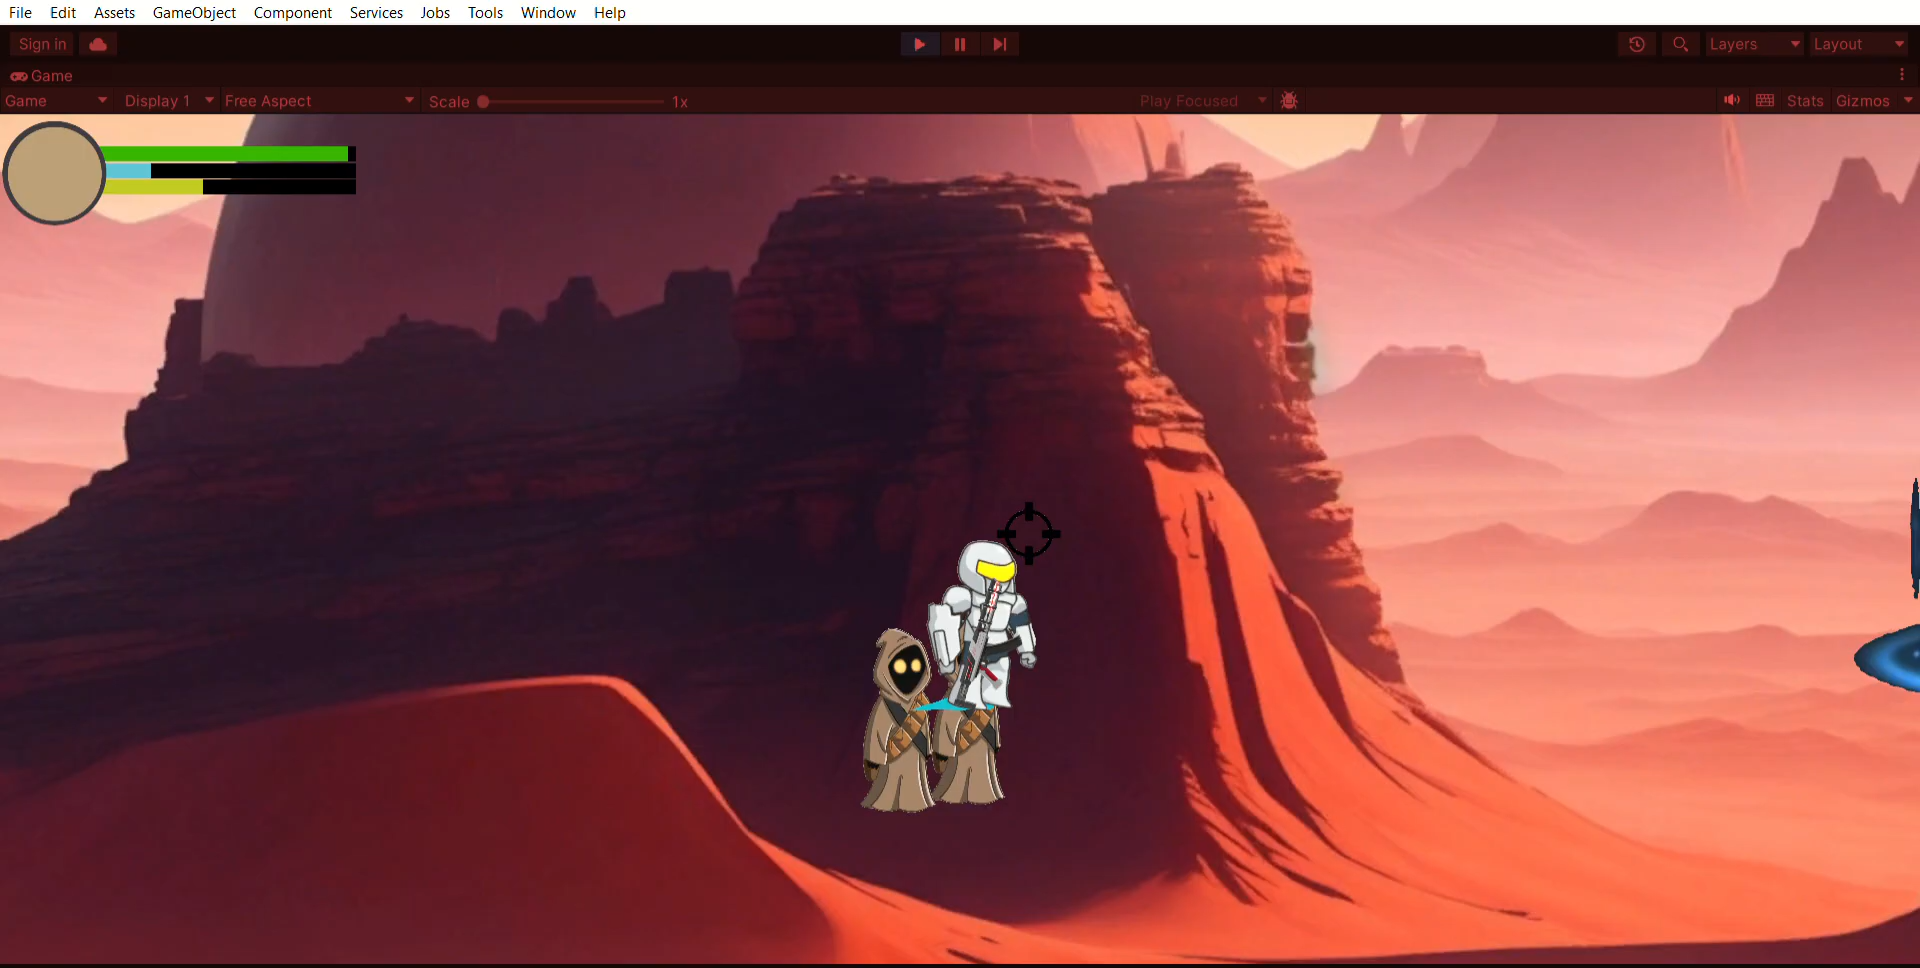 File Edit Assets GameObject Component Services Jobs Tools Window Help
Sign in Layers Layout
Game
Game Display 1 Free Aspect Scale 1x Play Focused Stats Gizmos